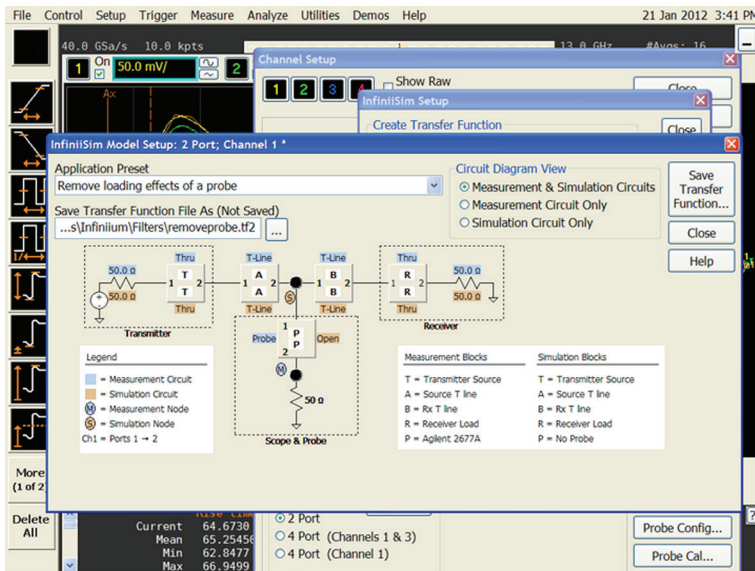 File Control Setup Trigger Measure Analyze Utilities Demos Help 21 Jan 2012 3:41 PM
40.0 GSa/s 10.0 kpts 13.0 GHz #Avgs: 16
1 On 50.0 mV/ 2
Ax
Channel Setup
1 2 3 4 Show Raw Close
InfiniiSim Setup
Create Transfer Function Close
InfiniiSim Model Setup: 2 Port; Channel 1 *
Application Preset
Remove loading effects of a probe
Save Transfer Function File As (Not Saved)
...s\Infiniium\Filters\removeprobe.tf2 ...
Circuit Diagram View
Measurement & Simulation Circuits
Measurement Circuit Only
Simulation Circuit Only
Save Transfer Function...
Close
Help
Thru T-Line T-Line Thru
50.0 Ω 1 T 2 1 A 2 1 B 2 1 R 2 50.0 Ω
50.0 Ω T A B R 50.0 Ω
Thru T-Line T-Line Thru
S
Transmitter Receiver
Probe 1 P P 2 Open
M
50 Ω
Scope & Probe
Legend
= Measurement Circuit
= Simulation Circuit
M = Measurement Node
S = Simulation Node
Ch1 = Ports 1 → 2
Measurement Blocks
T = Transmitter Source
A = Source T line
B = Rx T line
R = Receiver Load
P = Agilent 2677A
Simulation Blocks
T = Transmitter Source
A = Source T line
B = Rx T line
R = Receiver Load
P = No Probe
More
(1 of 2)
Delete
All
Current 64.6730
Mean 65.2545
Min 62.8477
Max 66.9499
2 Port
4 Port (Channels 1 & 3)
4 Port (Channel 1)
Probe Config...
Probe Cal...